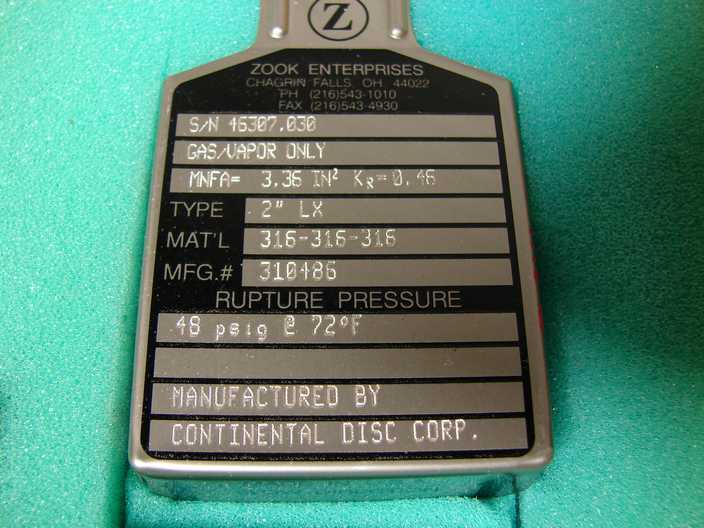 Z
ZOOK ENTERPRISES
CHAGRIN FALLS, OH 44022
PH (216)543-1010
FAX (216)543-4930
S/N 46307.030
GAS/VAPOR ONLY
MNFA= 3.36 IN² KR=0.46
TYPE 2" LX
MAT'L 316-316-316
MFG.# 310486
RUPTURE PRESSURE
48 psig @ 72°F
MANUFACTURED BY
CONTINENTAL DISC CORP.